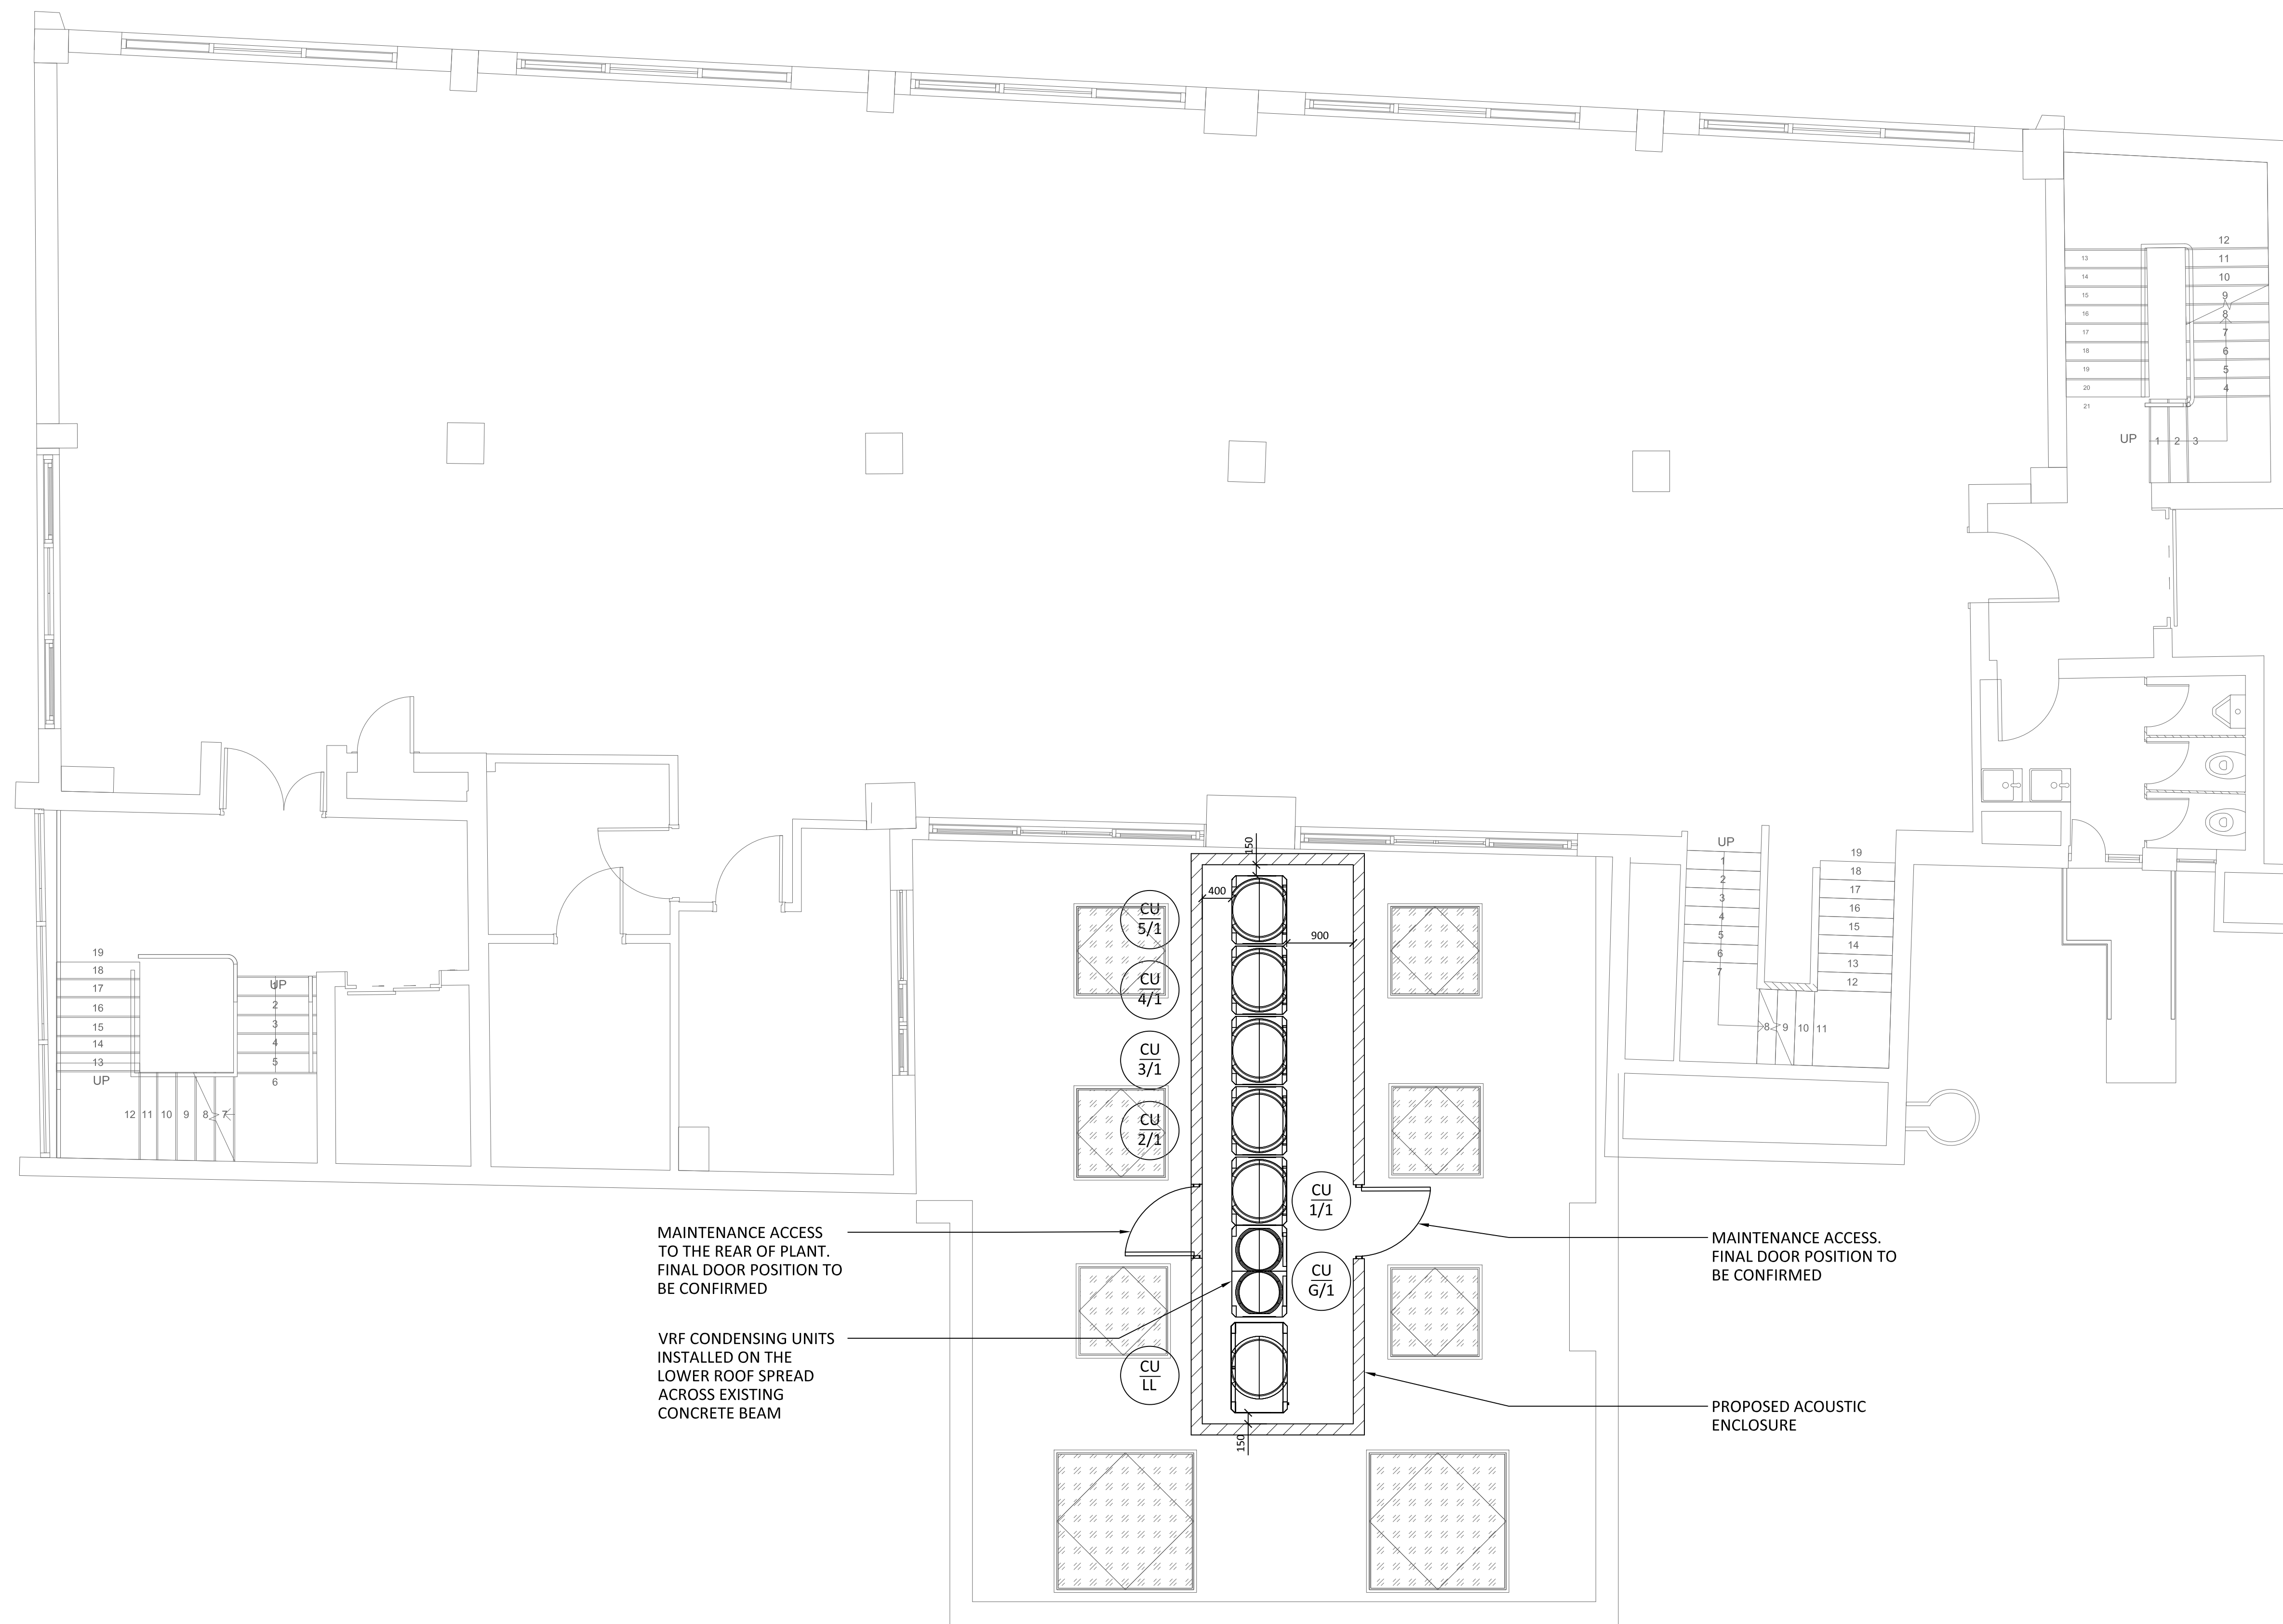 12
11
10
9
8
7
6
5
4
13
14
15
16
17
18
19
20
21
UP 1 2 3
150
400
900
CU
5/1
CU
4/1
CU
3/1
CU
2/1
CU
1/1
CU
G/1
CU
LL
150
UP
1
2
3
4
5
6
7
8 9 10 11
19
18
17
16
15
14
13
12
19
18
17
16
15
14
13
UP
12 11 10 9 8 7
UP
1
2
3
4
5
6
MAINTENANCE ACCESS
TO THE REAR OF PLANT.
FINAL DOOR POSITION TO
BE CONFIRMED
VRF CONDENSING UNITS
INSTALLED ON THE
LOWER ROOF SPREAD
ACROSS EXISTING
CONCRETE BEAM
MAINTENANCE ACCESS.
FINAL DOOR POSITION TO
BE CONFIRMED
PROPOSED ACOUSTIC
ENCLOSURE